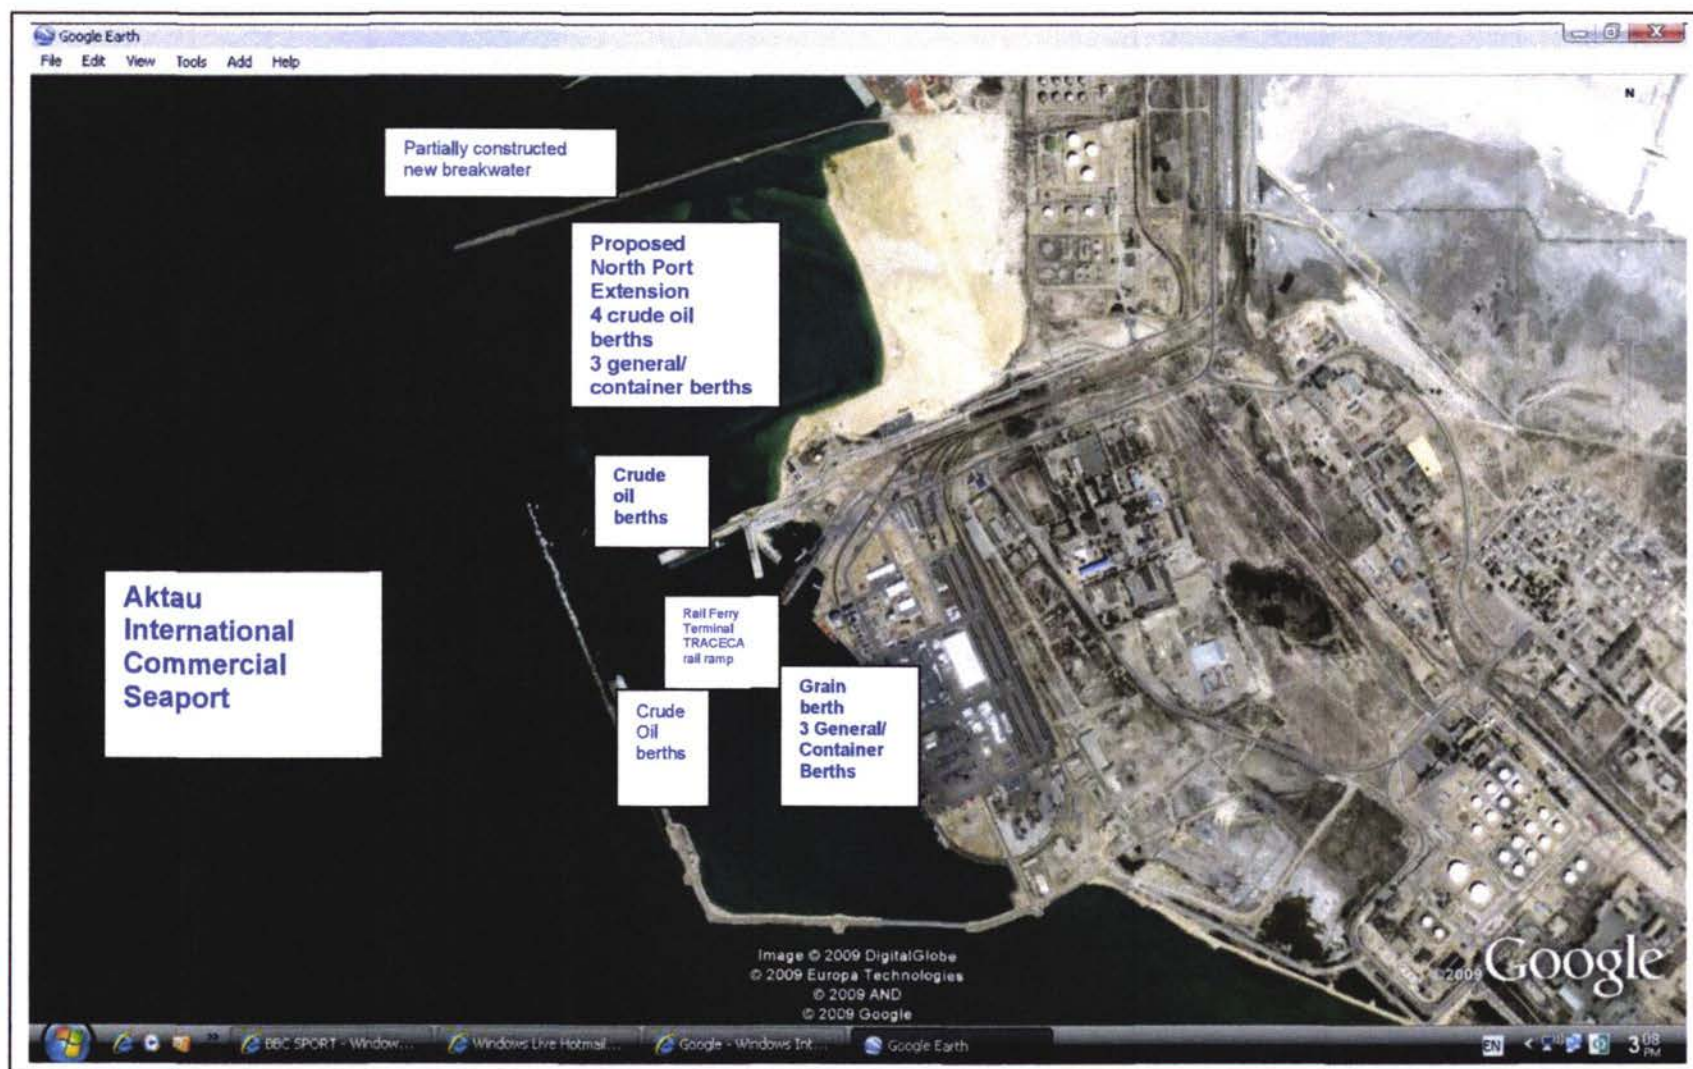 Google Earth
File Edit View Tools Add Help
N
Partially constructed
new breakwater
Proposed
North Port
Extension
4 crude oil
berths
3 general/
container berths
Crude
oil
berths
Aktau
International
Commercial
Seaport
Rail Ferry
Terminal
TRACECA
rail ramp
Crude
Oil
berths
Grain
berth
3 General/
Container
Berths
Image © 2009 DigitalGlobe
© 2009 Europa Technologies
© 2009 AND
© 2009 Google
©2009 Google
BBC SPORT - Window...
Windows Live Hotmail...
Google - Windows Int...
Google Earth
EN
3 08 PM